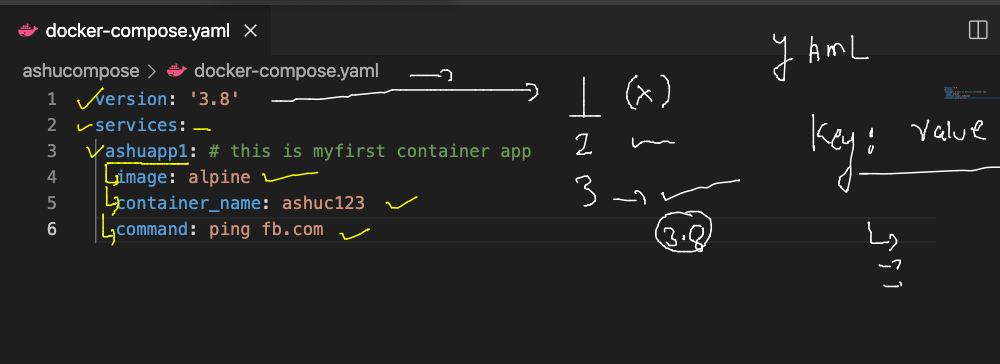 docker-compose.yaml
ashucompose > docker-compose.yaml
1 version: '3.8'
2 services:
3 ashuapp1: # this is myfirst container app
4 image: alpine
5 container_name: ashuc123
6 command: ping fb.com
YAML
1 (x)
2
3
3.8
Key: value